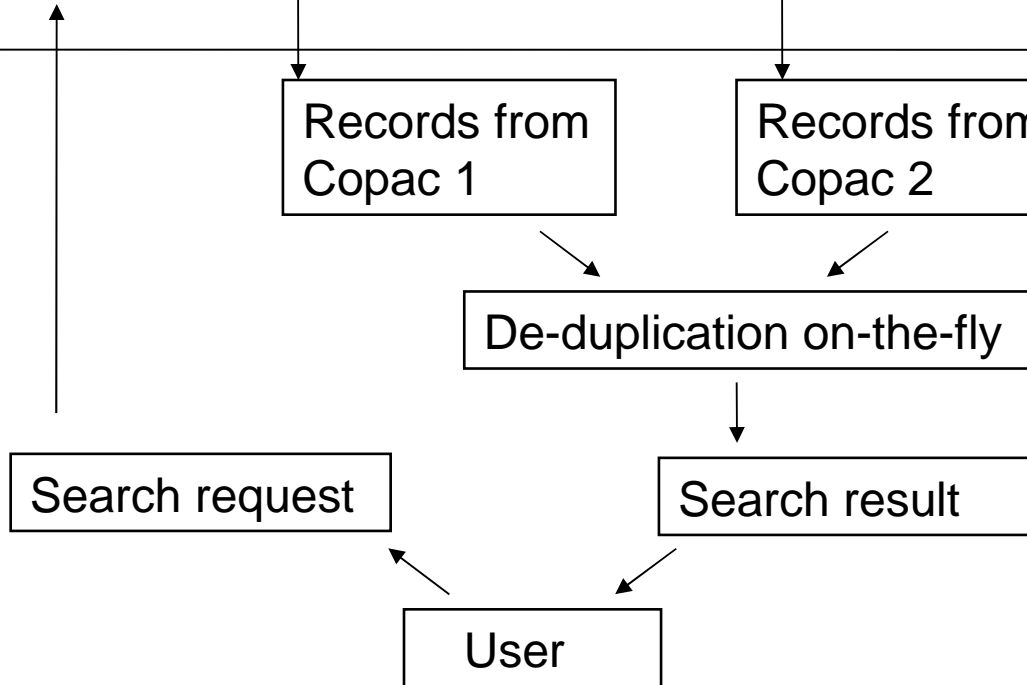 Records from
Copac 1
Records from
Copac 2
De-duplication on-the-fly
Search request
Search result
User